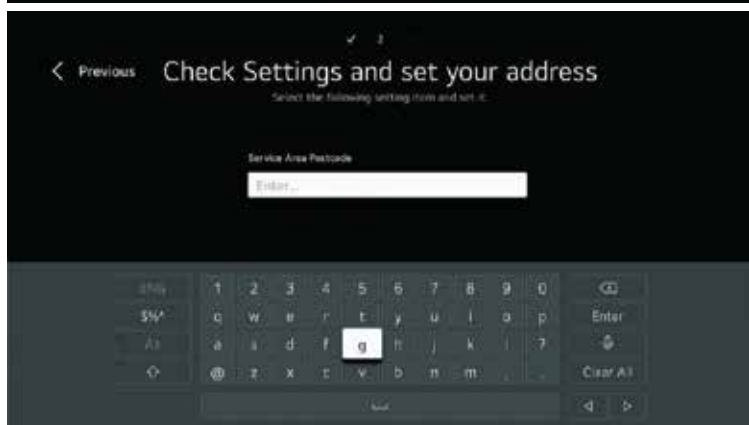 Previous
Check Settings and set your address
Select the following setting item and set it.
Service Area Postcode
Enter...
1 2 3 4 5 6 7 8 9 0
$%^ q w e r t y u i o p Enter
a s d f g h j k l ?
@ z x c v b n m , . Clear All